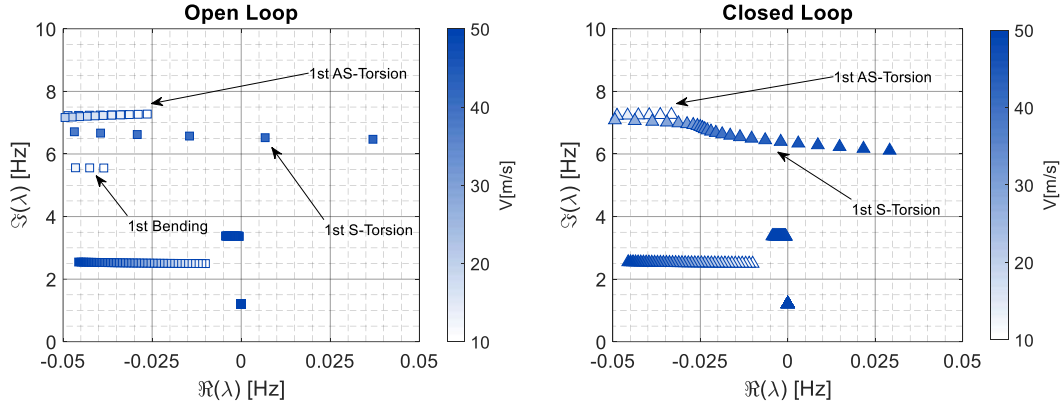 Open Loop
10
8
6
4
2
0
ℑ(λ) [Hz]
-0.05
-0.025
0
0.025
0.05
ℜ(λ) [Hz]
1st AS-Torsion
1st Bending
1st S-Torsion
50
40
30
20
10
V[m/s]
Closed Loop
10
8
6
4
2
0
ℑ(λ) [Hz]
-0.05
-0.025
0
0.025
0.05
ℜ(λ) [Hz]
1st AS-Torsion
1st S-Torsion
50
40
30
20
10
V[m/s]